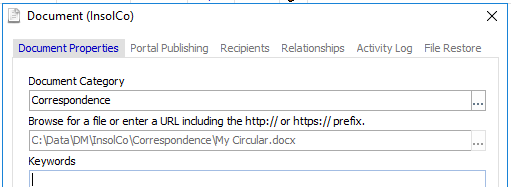 Document (InsolCo)
Document Properties Portal Publishing Recipients Relationships Activity Log File Restore
Document Category
Correspondence
...
Browse for a file or enter a URL including the http:// or https:// prefix.
C:\Data\DM\InsolCo\Correspondence\My Circular.docx
...
Keywords